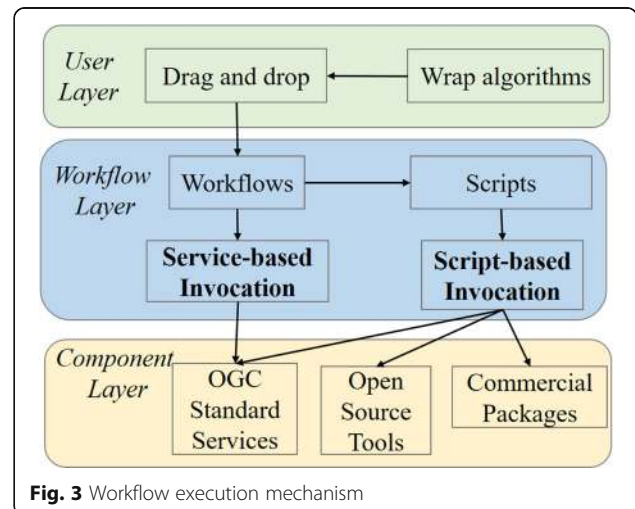 User
Layer
Drag and drop
Wrap algorithms
Workflow
Layer
Workflows
Scripts
Service-based
Invocation
Script-based
Invocation
Component
Layer
OGC
Standard
Services
Open
Source
Tools
Commercial
Packages
Fig. 3 Workflow execution mechanism